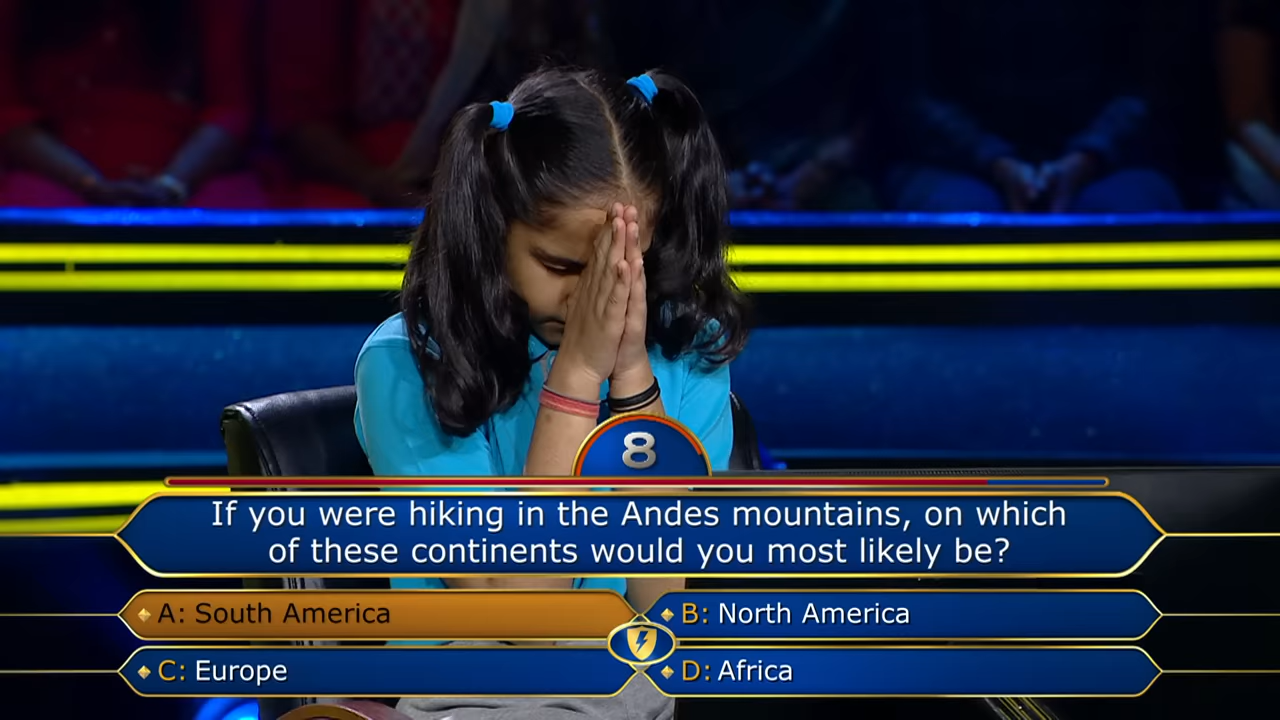 8
If you were hiking in the Andes mountains, on which
of these continents would you most likely be?
A: South America
B: North America
C: Europe
D: Africa